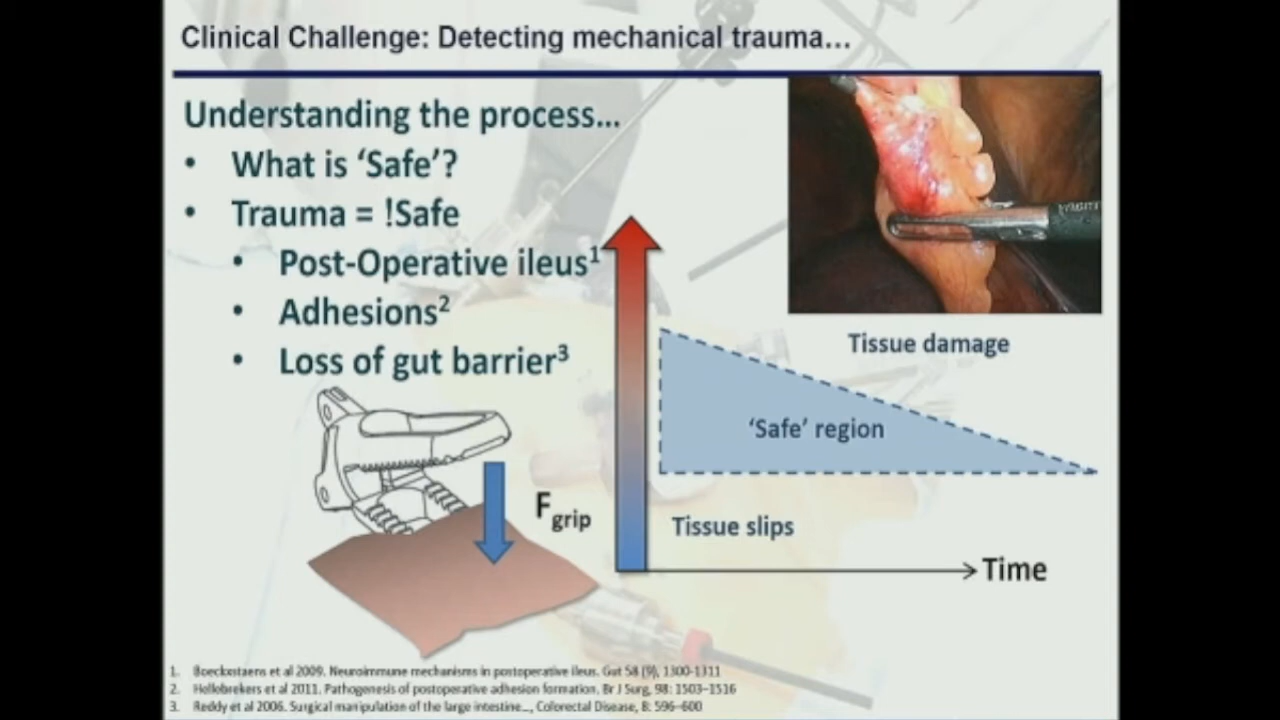 Clinical Challenge: Detecting mechanical trauma...
Understanding the process...
• What is 'Safe'?
• Trauma = !Safe
• Post-Operative ileus1
• Adhesions2
• Loss of gut barrier3
Tissue damage
'Safe' region
Fgrip
Tissue slips
Time
1. Boeckxstaens et al 2009. Neuroimmune mechanisms in postoperative ileus. Gut 58 (9), 1300-1311
2. Hellebrekers et al 2011. Pathogenesis of postoperative adhesion formation. Br J Surg, 98: 1503–1516
3. Reddy et al 2006. Surgical manipulation of the large intestine..., Colorectal Disease, 8: 596–600